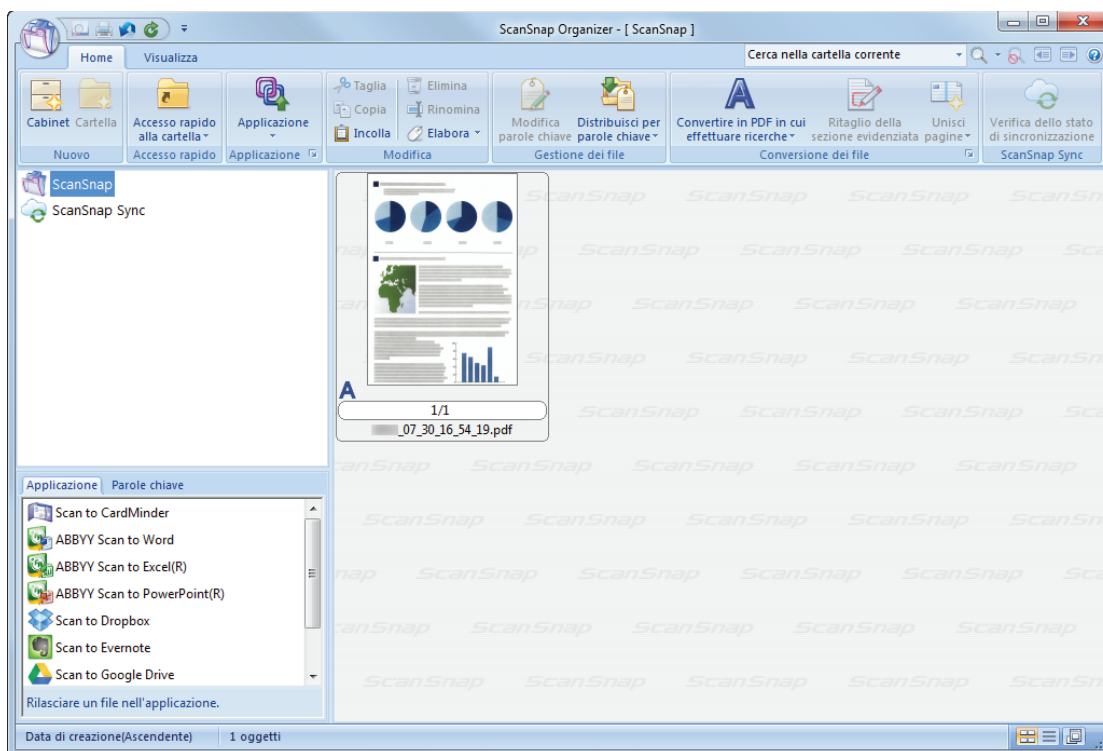 ScanSnap Organizer - [ ScanSnap ]
Home
Visualizza
Cerca nella cartella corrente
Cabinet
Cartella
Nuovo
Accesso rapido
alla cartella
Accesso rapido
Applicazione
Applicazione
Taglia
Copia
Incolla
Elimina
Rinomina
Elabora
Modifica
Modifica
parole chiave
Distribuisci per
parole chiave
Gestione dei file
Convertire in PDF in cui
effettuare ricerche
Ritaglio della
sezione evidenziata
Unisci
pagine
Conversione dei file
Verifica dello stato
di sincronizzazione
ScanSnap Sync
ScanSnap
ScanSnap Sync
A
1/1
_07_30_16_54_19.pdf
Applicazione
Parole chiave
Scan to CardMinder
ABBYY Scan to Word
ABBYY Scan to Excel(R)
ABBYY Scan to PowerPoint(R)
Scan to Dropbox
Scan to Evernote
Scan to Google Drive
Rilasciare un file nell'applicazione.
Data di creazione(Ascendente)
1 oggetti